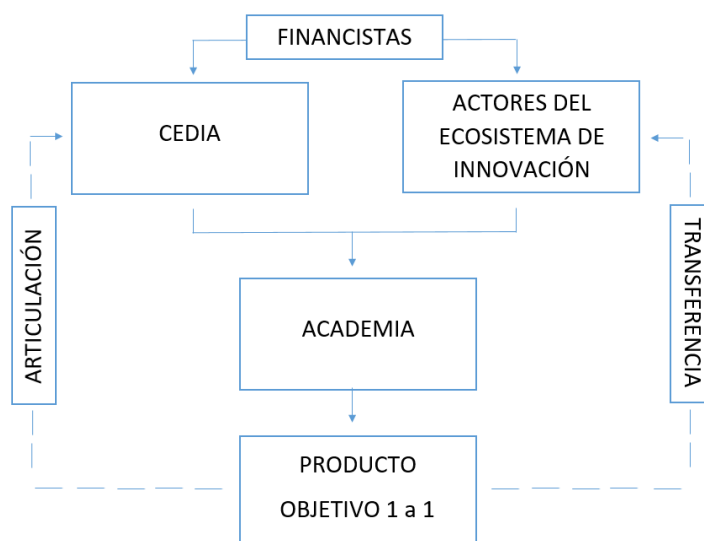 FINANCISTAS
CEDIA
ACTORES DEL
ECOSISTEMA DE
INNOVACIÓN
ARTICULACIÓN
TRANSFERENCIA
ACADEMIA
PRODUCTO
OBJETIVO 1 a 1